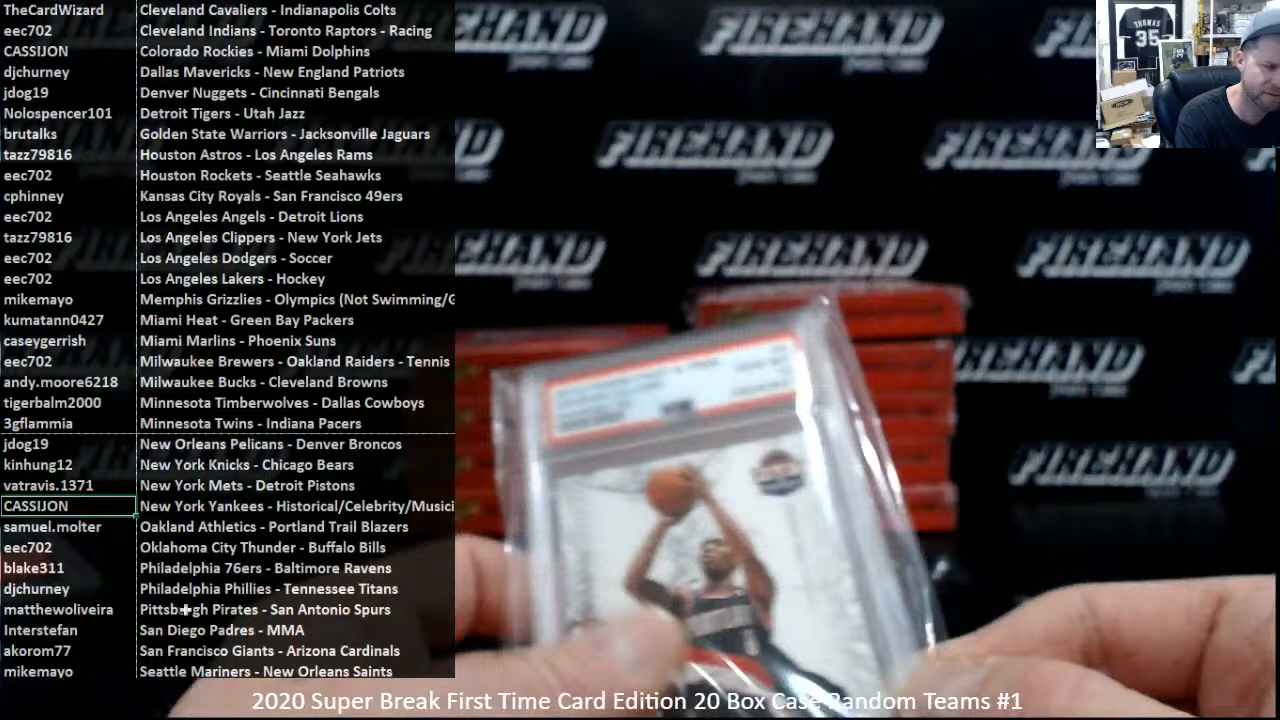 TheCardWizard Cleveland Cavaliers - Indianapolis Colts
eec702 Cleveland Indians - Toronto Raptors - Racing
CASSIJON Colorado Rockies - Miami Dolphins
djchurney Dallas Mavericks - New England Patriots
jdog19 Denver Nuggets - Cincinnati Bengals
Nolospencer101 Detroit Tigers - Utah Jazz
brutalks Golden State Warriors - Jacksonville Jaguars
tazz79816 Houston Astros - Los Angeles Rams
eec702 Houston Rockets - Seattle Seahawks
cphinney Kansas City Royals - San Francisco 49ers
eec702 Los Angeles Angels - Detroit Lions
tazz79816 Los Angeles Clippers - New York Jets
eec702 Los Angeles Dodgers - Soccer
eec702 Los Angeles Lakers - Hockey
mikemayo Memphis Grizzlies - Olympics (Not Swimming/G
kumatann0427 Miami Heat - Green Bay Packers
caseygerrish Miami Marlins - Phoenix Suns
eec702 Milwaukee Brewers - Oakland Raiders - Tennis
andy.moore6218 Milwaukee Bucks - Cleveland Browns
tigerbalm2000 Minnesota Timberwolves - Dallas Cowboys
3gflammia Minnesota Twins - Indiana Pacers
jdog19 New Orleans Pelicans - Denver Broncos
kinhung12 New York Knicks - Chicago Bears
vatravis.1371 New York Mets - Detroit Pistons
CASSIJON New York Yankees - Historical/Celebrity/Musici
samuel.molter Oakland Athletics - Portland Trail Blazers
eec702 Oklahoma City Thunder - Buffalo Bills
blake311 Philadelphia 76ers - Baltimore Ravens
djchurney Philadelphia Phillies - Tennessee Titans
matthewoliveira Pittsburgh Pirates - San Antonio Spurs
Interstefan San Diego Padres - MMA
akorom77 San Francisco Giants - Arizona Cardinals
mikemayo Seattle Mariners - New Orleans Saints
THOMAS
35
FIREHAND
FIREHAND
FIREHAND
FIREHAND
FIREHAND
FIREHAND
FIREHAND
FIREHAND
FIREHAND
2020 Super Break First Time Card Edition 20 Box Case Random Teams #1